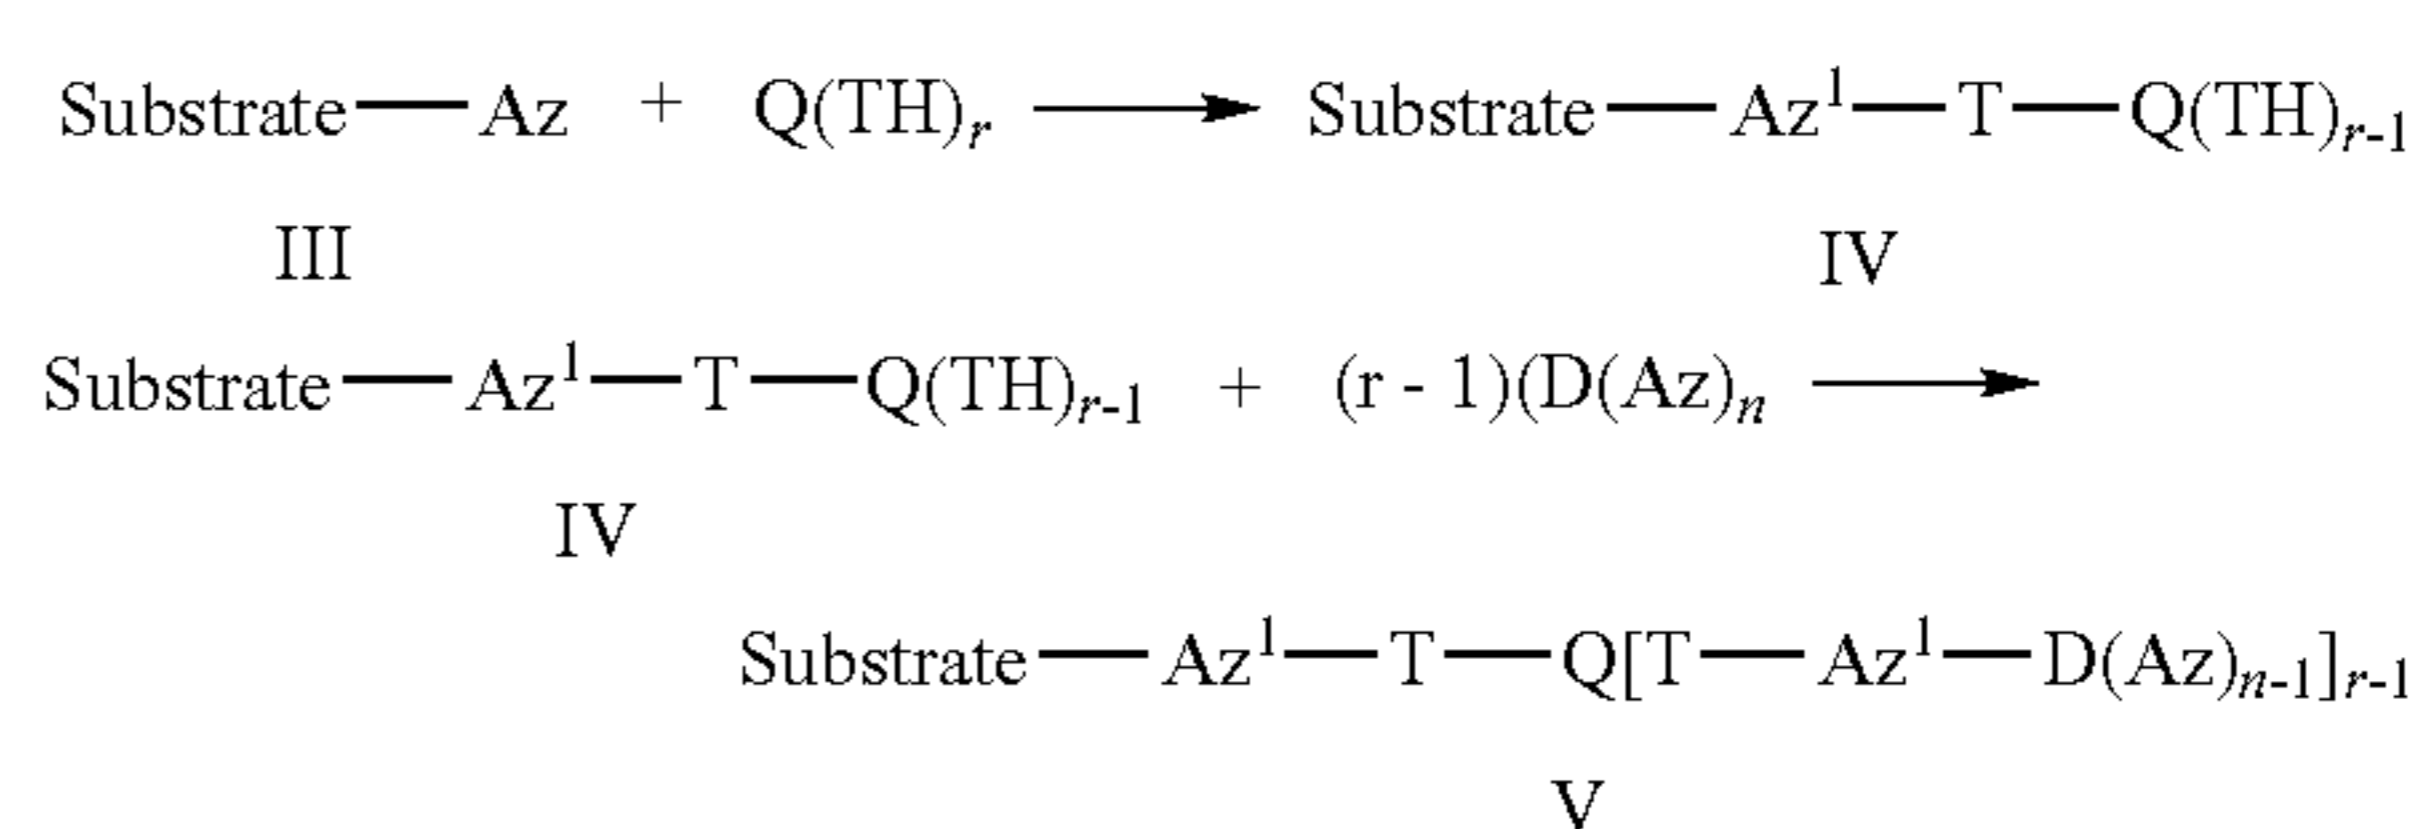 Substrate—Az + Q(TH)r ⟶ Substrate—Az¹—T—Q(TH)r-1
III IV
Substrate—Az¹—T—Q(TH)r-1 + (r - 1)(D(Az)n ⟶
IV
Substrate—Az¹—T—Q[T—Az¹—D(Az)n-1]r-1
V